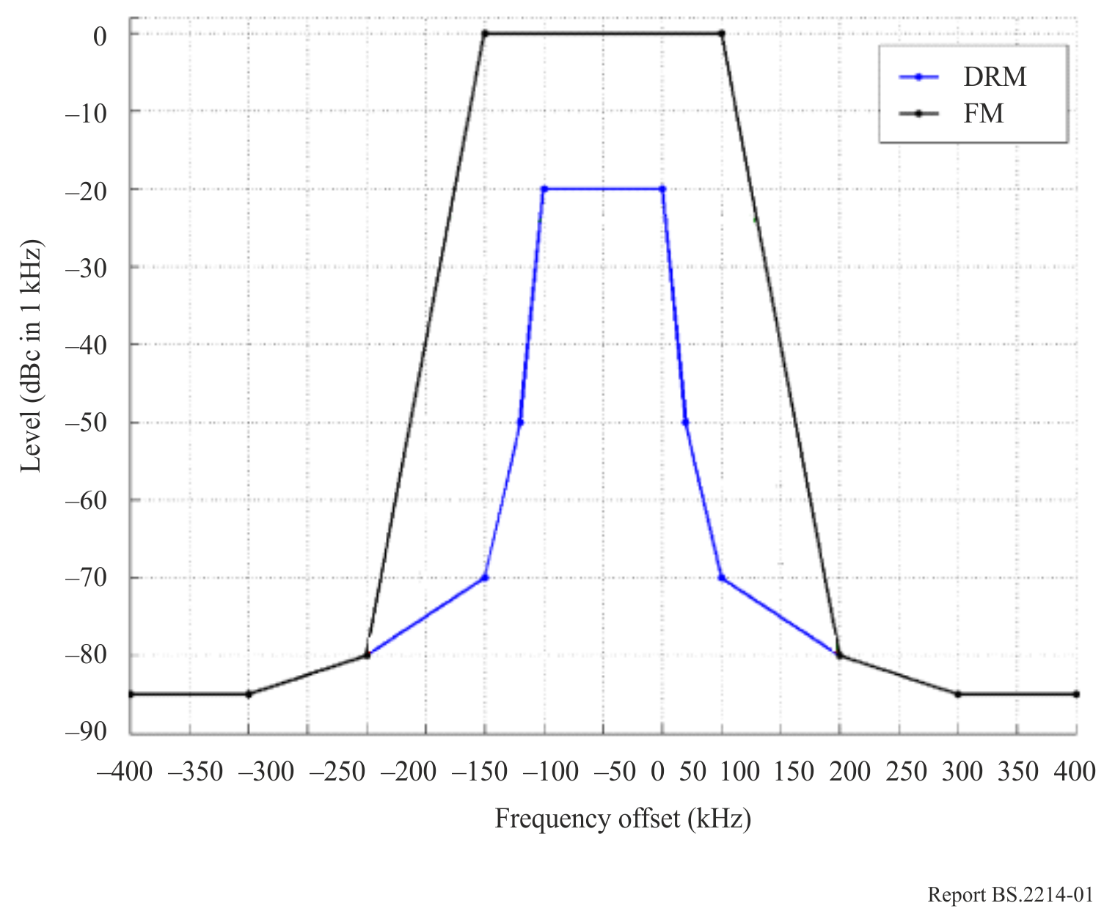 0
–10
–20
–30
–40
–50
–60
–70
–80
–90
Level (dBc in 1 kHz)
DRM
FM
–400 –350 –300 –250 –200 –150 –100 –50 0 50 100 150 200 250 300 350 400
Frequency offset (kHz)
Report BS.2214-01